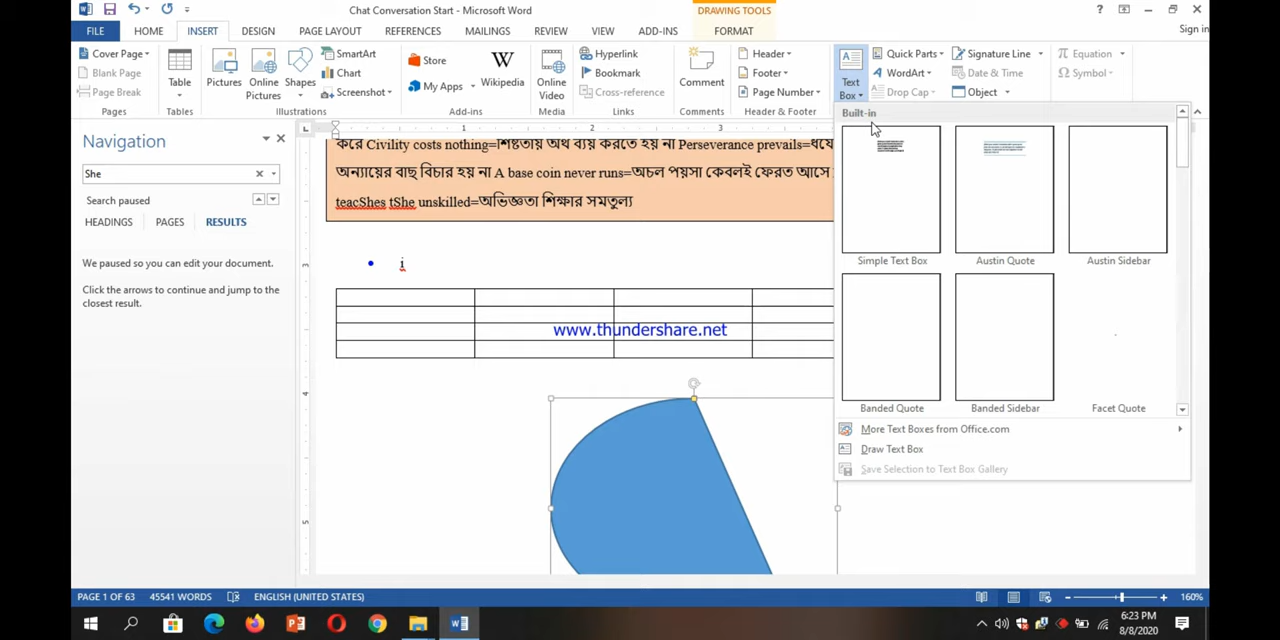 Chat Conversation Start - Microsoft Word
DRAWING TOOLS
Sign in
FILE HOME INSERT DESIGN PAGE LAYOUT REFERENCES MAILINGS REVIEW VIEW ADD-INS FORMAT
Cover Page
Blank Page
Page Break
Pages
Table
Tables
Pictures
Online Pictures
Shapes
SmartArt
Chart
Screenshot
Illustrations
Store
My Apps
W
Wikipedia
Add-ins
Online Video
Media
Hyperlink
Bookmark
Cross-reference
Links
Comment
Comments
Header
Footer
Page Number
Header & Footer
Text Box
Quick Parts
WordArt
Drop Cap
Signature Line
Date & Time
Object
Equation
Symbol
Built-in
Simple Text Box
Austin Quote
Austin Sidebar
Banded Quote
Banded Sidebar
Facet Quote
More Text Boxes from Office.com
Draw Text Box
Save Selection to Text Box Gallery
Navigation
She
Search paused
HEADINGS PAGES RESULTS
We paused so you can edit your document.
Click the arrows to continue and jump to the
closest result.
1 2 3
3
4
5
করে Civility costs nothing=শিষ্টতায় অর্থ ব্যয় করতে হয় না Perseverance prevails=ধৈর্যে
অন্যায়ের বাছ বিচার হয় না A base coin never runs=অচল পয়সা কেবলই ফেরত আসে
teacShes tShe unskilled=অভিজ্ঞতা শিক্ষার সমতুল্য
i
www.thundershare.net
PAGE 1 OF 63 45541 WORDS ENGLISH (UNITED STATES) 160%
6:23 PM
8/8/2020